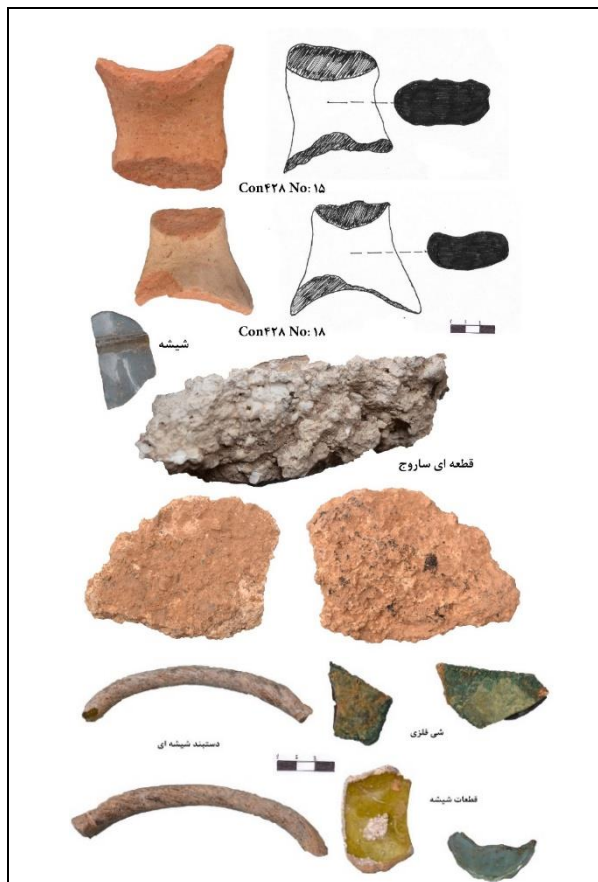 Con۴۲۸ No: ۱۵
Con۴۲۸ No: ۱۸
شیشه
قطعه ای ساروج
شی فلزی
دستبند شیشه ای
قطعات شیشه